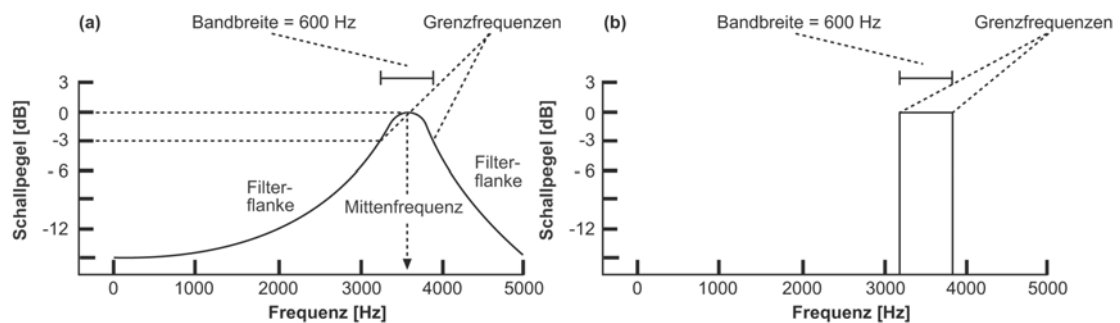 (a)
Bandbreite = 600 Hz
Grenzfrequenzen
Schallpegel [dB]
3
0
-3
- 6
-12
Filter-
flanke
Mittenfrequenz
Filter-
flanke
0 1000 2000 3000 4000 5000
Frequenz [Hz]
(b)
Bandbreite = 600 Hz
Grenzfrequenzen
Schallpegel [dB]
3
0
-3
- 6
-12
0 1000 2000 3000 4000 5000
Frequenz [Hz]